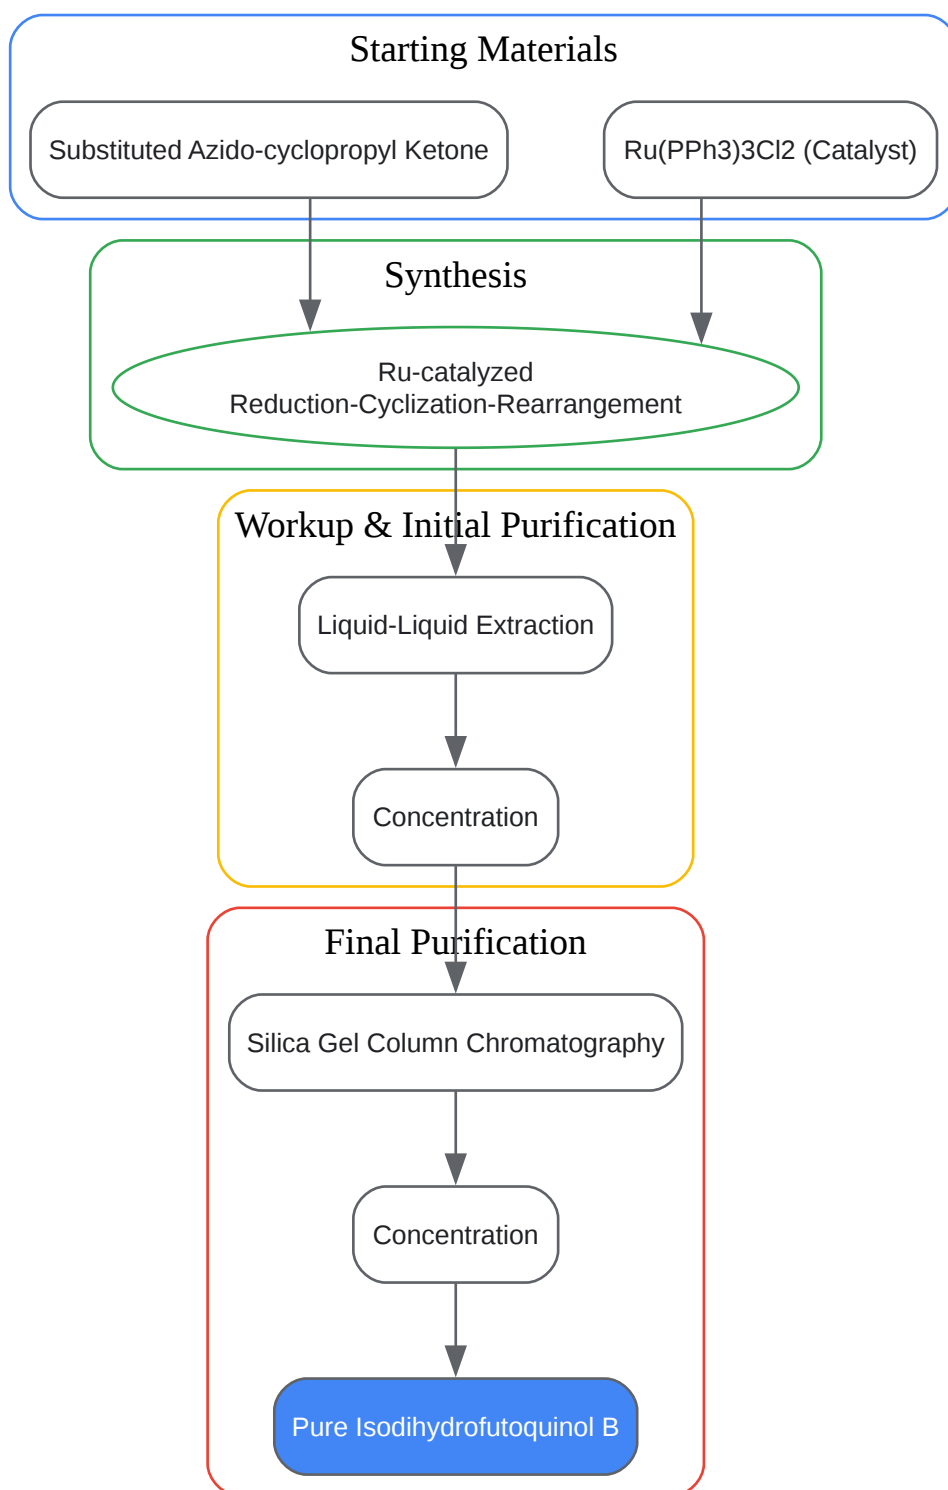 Starting Materials
Substituted Azido-cyclopropyl Ketone
Ru(PPh3)3Cl2 (Catalyst)
Synthesis
Ru-catalyzed
Reduction-Cyclization-Rearrangement
Workup & Initial Purification
Liquid-Liquid Extraction
Concentration
Final Purification
Silica Gel Column Chromatography
Concentration
Pure Isodihydrofutoquinol B